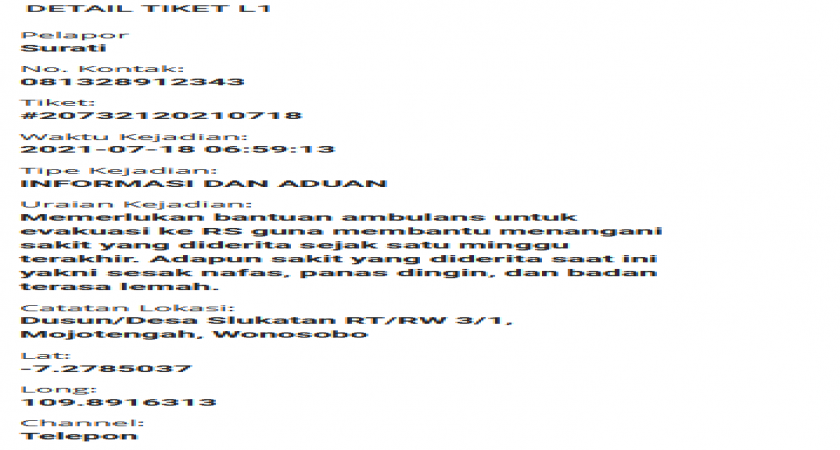 DETAIL TIKET L1
Pelapor
Surati
No. Kontak:
081328912343
Tiket:
#20732120210718
Waktu Kejadian:
2021-07-18 06:59:13
Tipe Kejadian:
INFORMASI DAN ADUAN
Uraian Kejadian:
Memerlukan bantuan ambulans untuk
evakuasi ke RS guna membantu menangani
sakit yang diderita sejak satu minggu
terakhir. Adapun sakit yang diderita saat ini
yakni sesak nafas, panas dingin, dan badan
terasa lemah.
Catatan Lokasi:
Dusun/Desa Slukatan RT/RW 3/1,
Mojotengah, Wonosobo
Lat:
-7.2785037
Long:
109.8916313
Channel:
Telepon